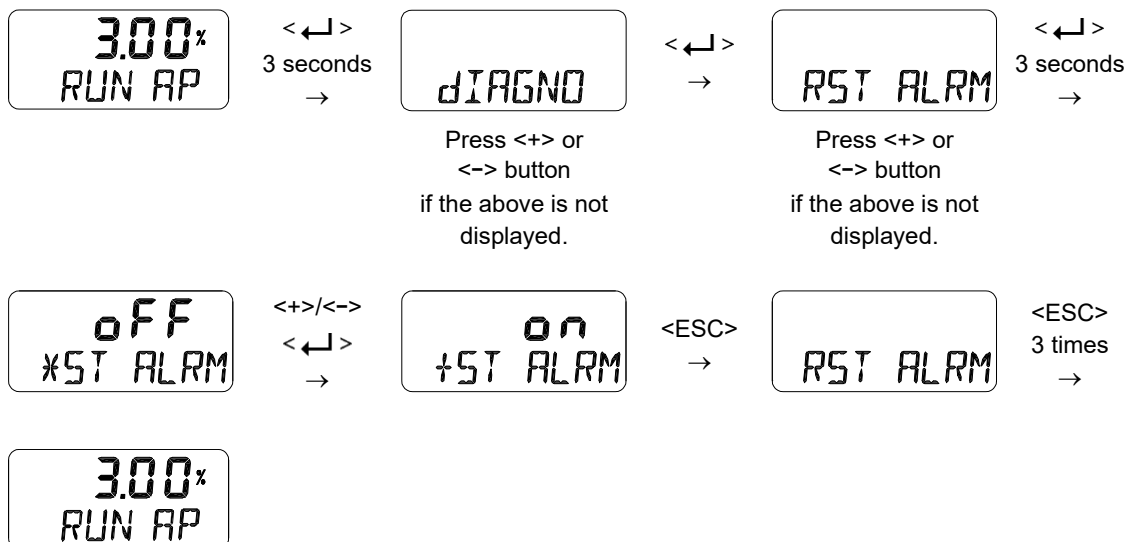 3.00%
RUN AP
< ↵ >
3 seconds
→
dIAGNO
Press <+> or
<−> button
if the above is not
displayed.
< ↵ >
→
RST ALRM
Press <+> or
<−> button
if the above is not
displayed.
< ↵ >
3 seconds
→
oFF
*ST ALRM
<+>/<−>
< ↵ >
→
on
+ST ALRM
<ESC>
→
RST ALRM
<ESC>
3 times
→
3.00%
RUN AP